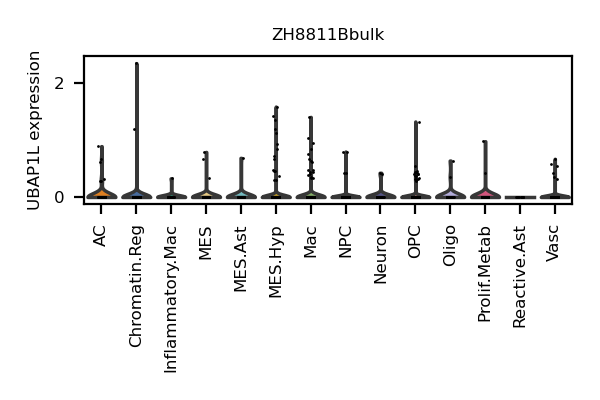 ZH8811Bbulk
UBAP1L expression
2
0
AC
Chromatin.Reg
Inflammatory.Mac
MES
MES.Ast
MES.Hyp
Mac
NPC
Neuron
OPC
Oligo
Prolif.Metab
Reactive.Ast
Vasc